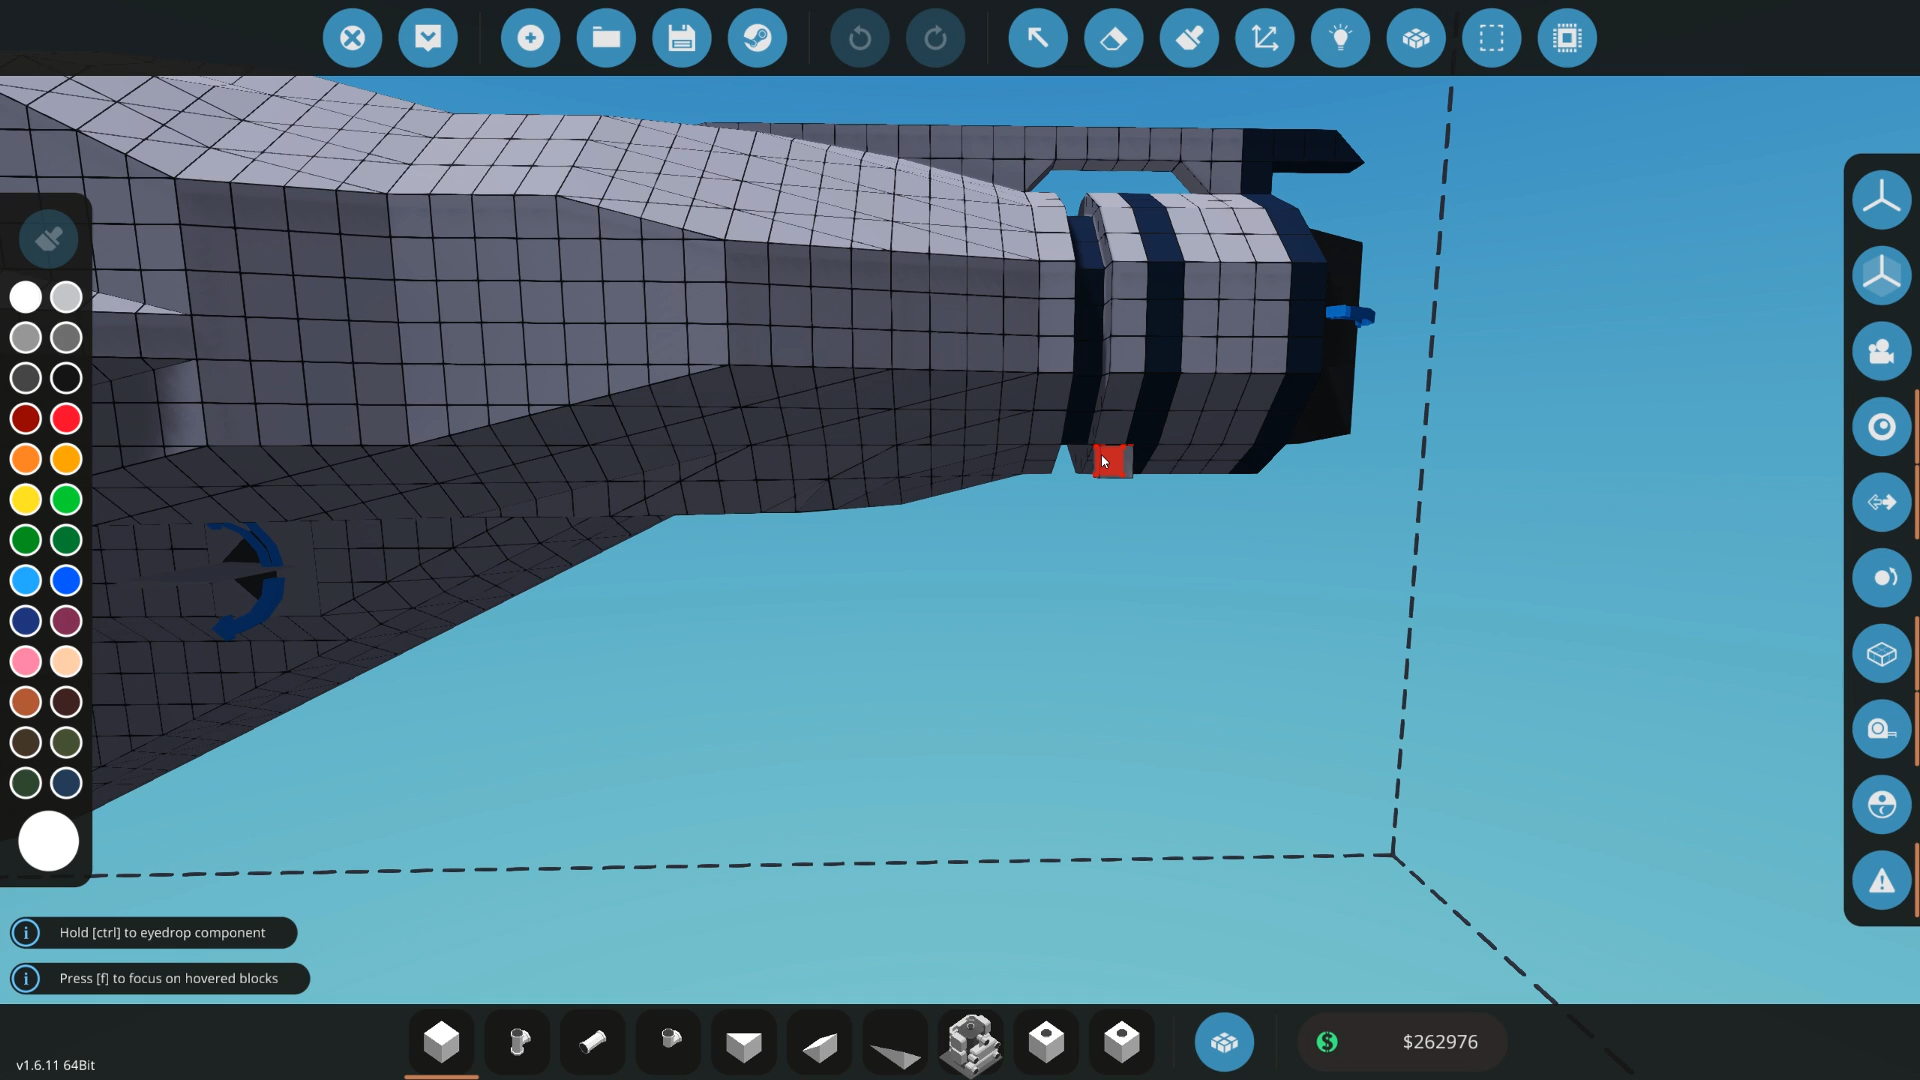 Hold [ctrl] to eyedrop component
Press [f] to focus on hovered blocks
v1.6.11 64Bit
$262976